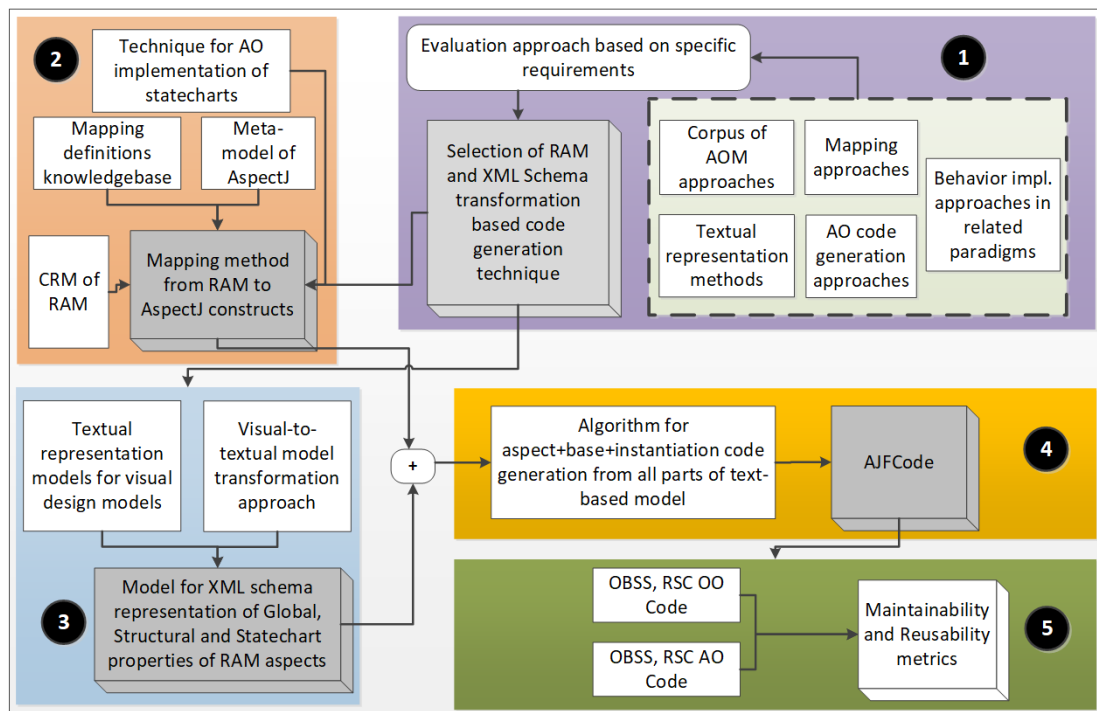 2
Technique for AO
implementation of
statecharts
Mapping
definitions
knowledgebase
Meta-
model of
AspectJ
CRM of
RAM
Mapping method
from RAM to
AspectJ constructs
Evaluation approach based on specific
requirements
1
Selection of RAM
and XML Schema
transformation
based code
generation
technique
Corpus of
AOM
approaches
Mapping
approaches
Behavior impl.
approaches in
related
paradigms
Textual
representation
methods
AO code
generation
approaches
Textual
representation
models for visual
design models
Visual-to-
textual model
transformation
approach
3
Model for XML schema
representation of Global,
Structural and Statechart
properties of RAM aspects
+
Algorithm for
aspect+base+instantiation code
generation from all parts of text-
based model
AJFCode
4
OBSS, RSC OO
Code
OBSS, RSC AO
Code
Maintainability
and Reusability
metrics
5